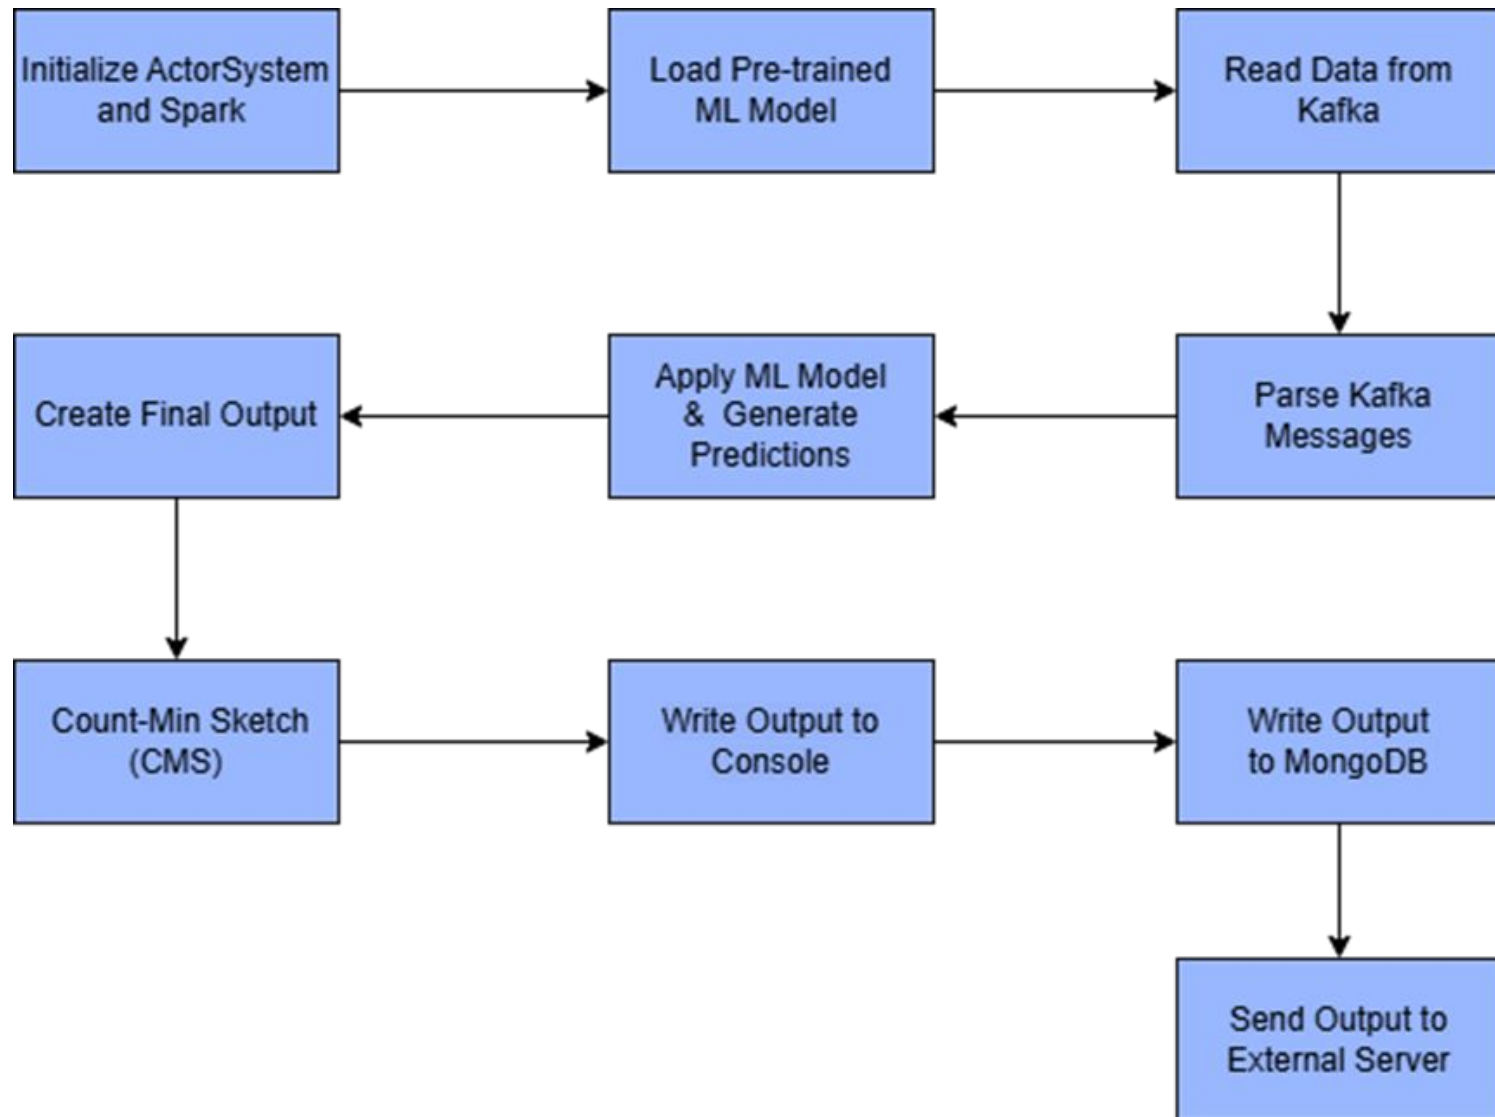 Initialize ActorSystem
and Spark
Load Pre-trained
ML Model
Read Data from
Kafka
Parse Kafka
Messages
Apply ML Model
& Generate
Predictions
Create Final Output
Count-Min Sketch
(CMS)
Write Output to
Console
Write Output
to MongoDB
Send Output to
External Server